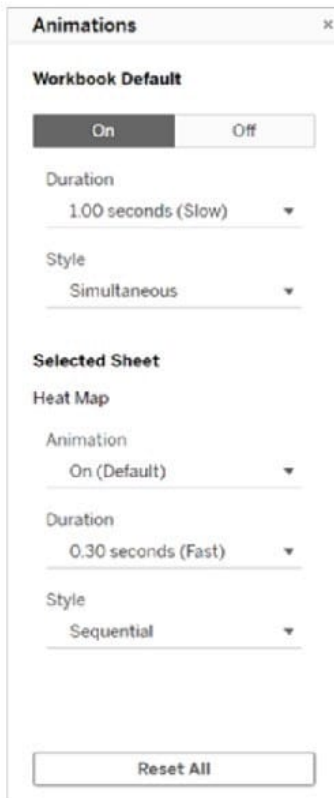 Animations
Workbook Default
On Off
Duration
1.00 seconds (Slow)
Style
Simultaneous
Selected Sheet
Heat Map
Animation
On (Default)
Duration
0.30 seconds (Fast)
Style
Sequential
Reset All